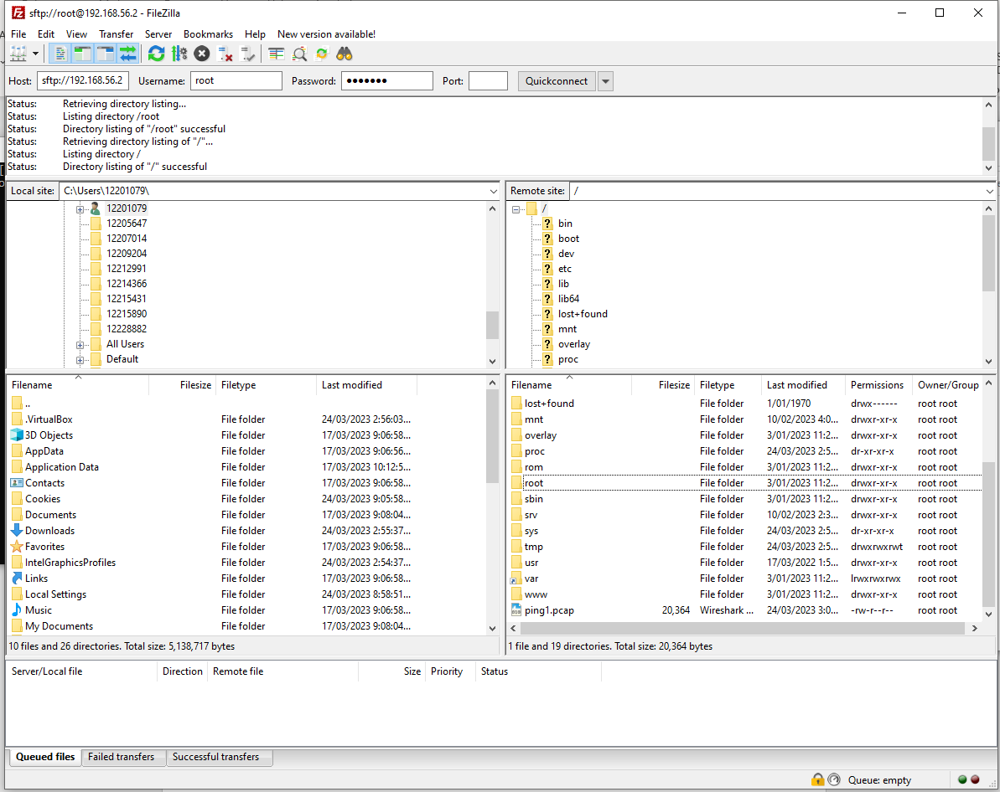 sftp://root@192.168.56.2 - FileZilla
File Edit View Transfer Server Bookmarks Help New version available!
Host: sftp://192.168.56.2 Username: root Password: ●●●●●●● Port: Quickconnect
Status: Retrieving directory listing...
Status: Listing directory /root
Status: Directory listing of "/root" successful
Status: Retrieving directory listing of "/"...
Status: Listing directory /
Status: Directory listing of "/" successful
Local site: C:\Users\12201079\
12201079
12205647
12207014
12209204
12212991
12214366
12215431
12215890
12228882
All Users
Default
Remote site: /
/
? bin
? boot
? dev
? etc
? lib
? lib64
? lost+found
? mnt
? overlay
? proc
Filename Filesize Filetype Last modified
..
.VirtualBox File folder 24/03/2023 2:56:03...
3D Objects File folder 17/03/2023 9:06:58...
AppData File folder 17/03/2023 9:06:56...
Application Data File folder 17/03/2023 10:12:5...
Contacts File folder 17/03/2023 9:06:58...
Cookies File folder 24/03/2023 9:05:58...
Documents File folder 17/03/2023 9:08:04...
Downloads File folder 24/03/2023 2:55:37...
Favorites File folder 17/03/2023 9:06:58...
IntelGraphicsProfiles File folder 24/03/2023 2:54:37...
Links File folder 17/03/2023 9:06:58...
Local Settings File folder 24/03/2023 8:58:51...
Music File folder 17/03/2023 9:06:58...
My Documents File folder 17/03/2023 9:08:04...
10 files and 26 directories. Total size: 5,138,717 bytes
Filename Filesize Filetype Last modified Permissions Owner/Group
lost+found File folder 1/01/1970 drwx------ root root
mnt File folder 10/02/2023 4:0... drwxr-xr-x root root
overlay File folder 3/01/2023 11:2... drwxr-xr-x root root
proc File folder 24/03/2023 2:5... dr-xr-xr-x root root
rom File folder 3/01/2023 11:2... drwxr-xr-x root root
root File folder 3/01/2023 11:2... drwxr-xr-x root root
sbin File folder 3/01/2023 11:2... drwxr-xr-x root root
srv File folder 10/02/2023 2:3... drwxr-xr-x root root
sys File folder 24/03/2023 2:5... dr-xr-xr-x root root
tmp File folder 24/03/2023 2:5... drwxrwxrwt root root
usr File folder 17/03/2022 1:5... drwxr-xr-x root root
var File folder 3/01/2023 11:2... lrwxrwxrwx root root
www File folder 3/01/2023 11:2... drwxr-xr-x root root
ping1.pcap 20,364 Wireshark ... 24/03/2023 3:0... -rw-r--r-- root root
1 file and 19 directories. Total size: 20,364 bytes
Server/Local file Direction Remote file Size Priority Status
Queued files Failed transfers Successful transfers
Queue: empty